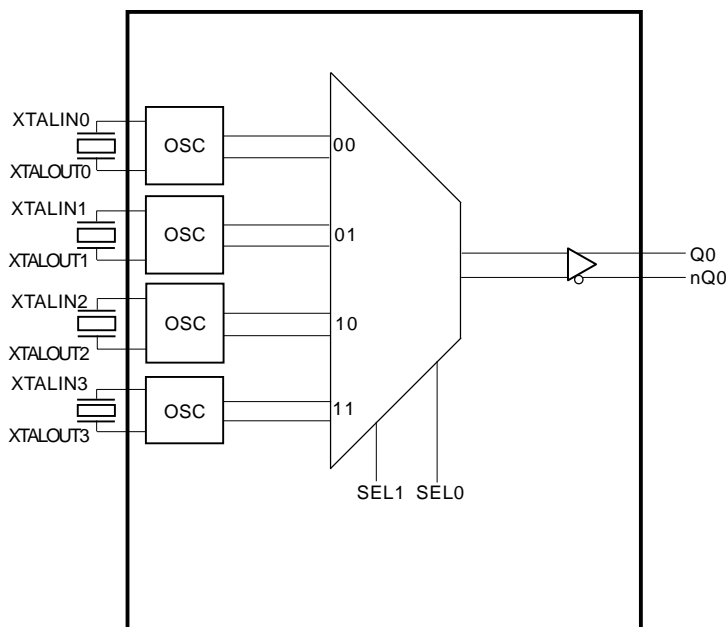 XTALIN0
OSC
00
XTALOUT0
XTALIN1
OSC
01
XTALOUT1
Q0
nQ0
XTALIN2
OSC
10
XTALOUT2
XTALIN3
OSC
11
XTALOUT3
SEL1 SEL0